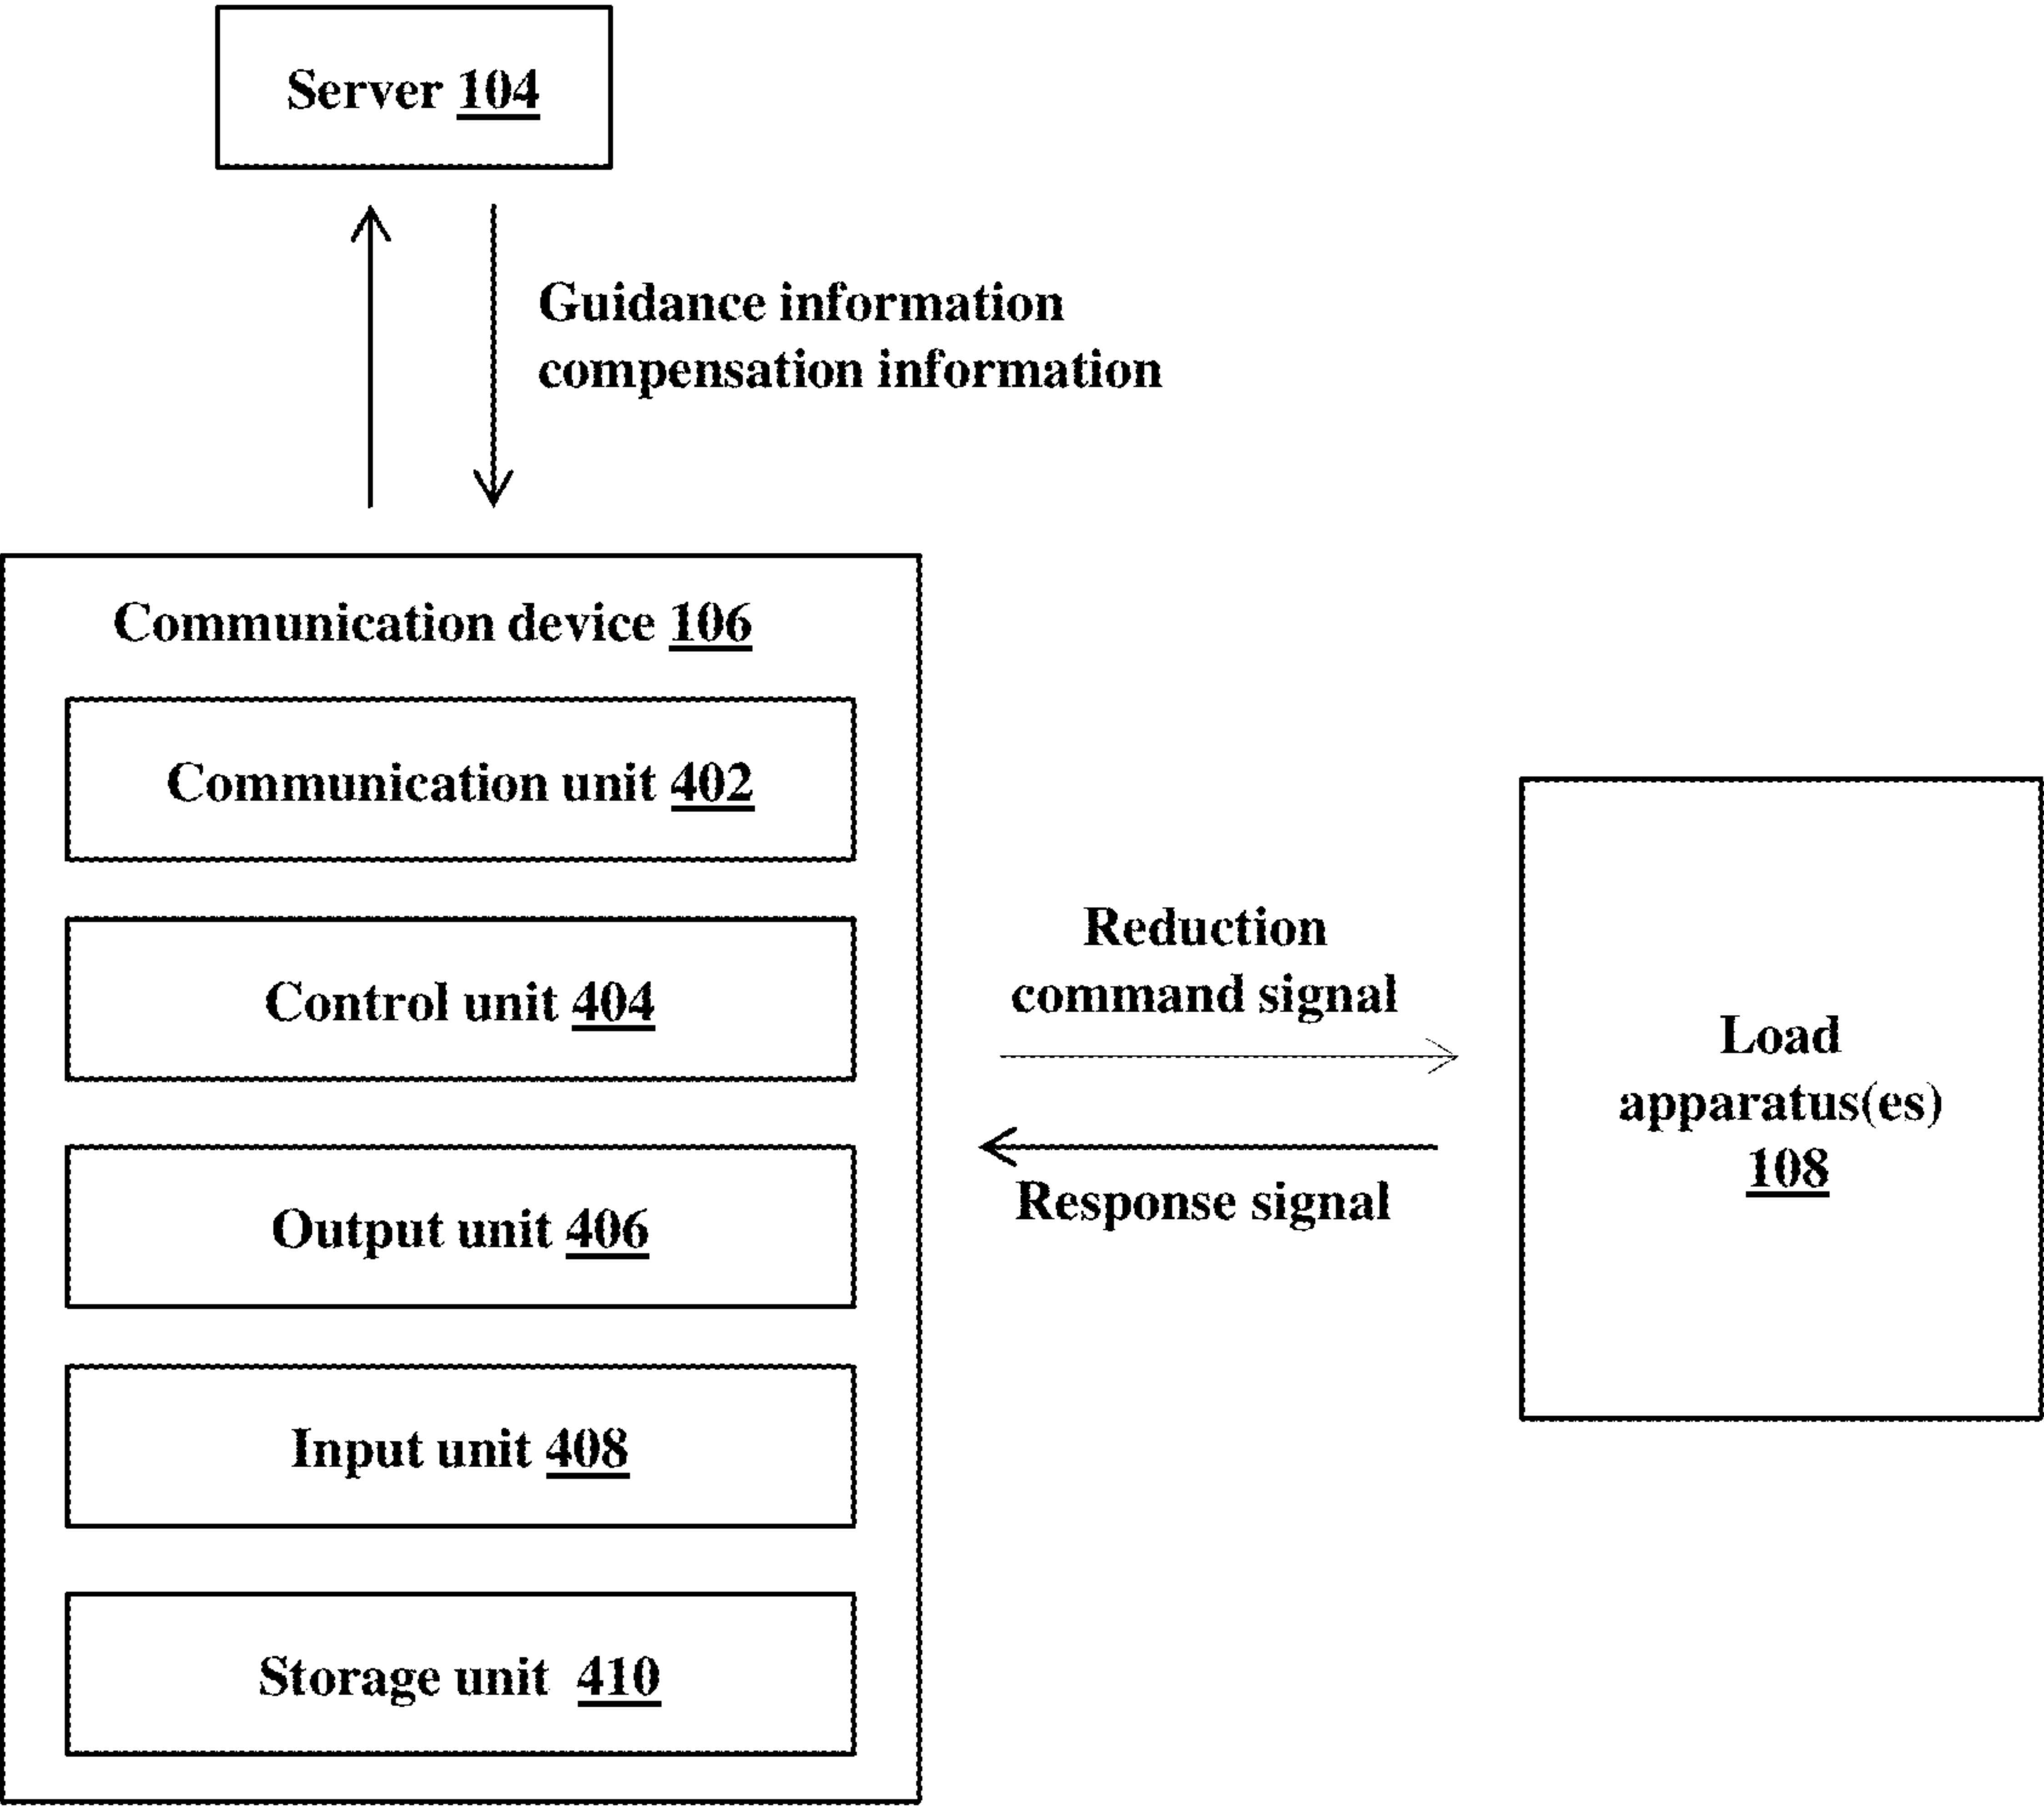 Server 104
Guidance information
compensation information
Communication device 106
Communication unit 402
Control unit 404
Output unit 406
Input unit 408
Storage unit 410
Reduction
command signal
Response signal
Load
apparatus(es)
108